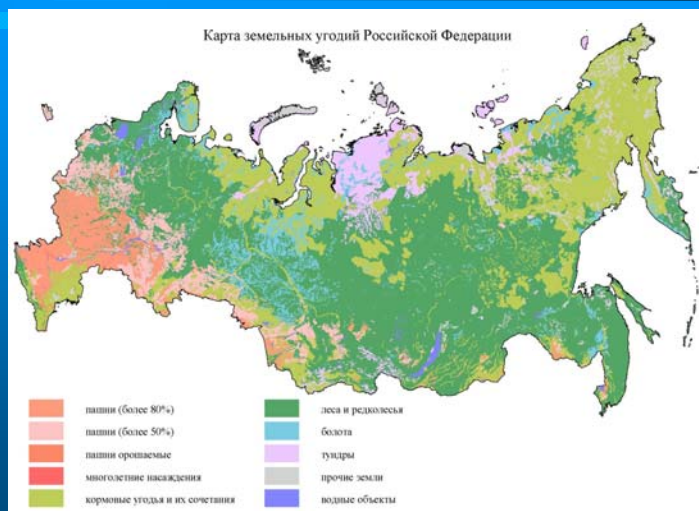 Карта земельных угодий Российской Федерации
пашни (более 80%)
пашни (более 50%)
пашни орошаемые
многолетние насаждения
кормовые угодья и их сочетания
леса и редколесья
болота
тундры
прочие земли
водные объекты